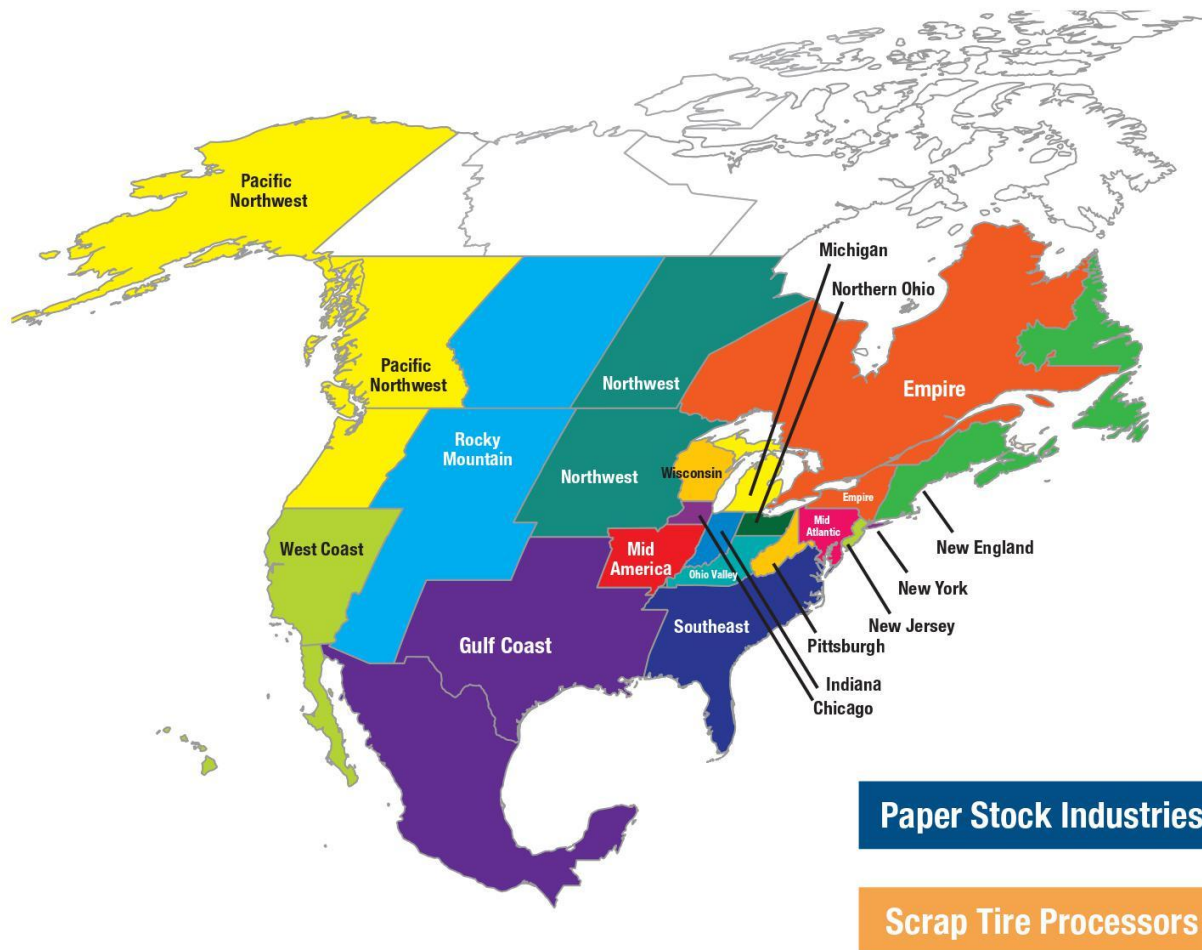 Pacific
Northwest
Michigan
Northern Ohio
Pacific
Northwest
Northwest
Empire
Rocky
Mountain
Northwest
Wisconsin
Empire
West Coast
Mid
America
Mid
Atlantic
New England
Ohio Valley
New York
Gulf Coast
Southeast
New Jersey
Pittsburgh
Indiana
Chicago
Paper Stock Industries
Scrap Tire Processors